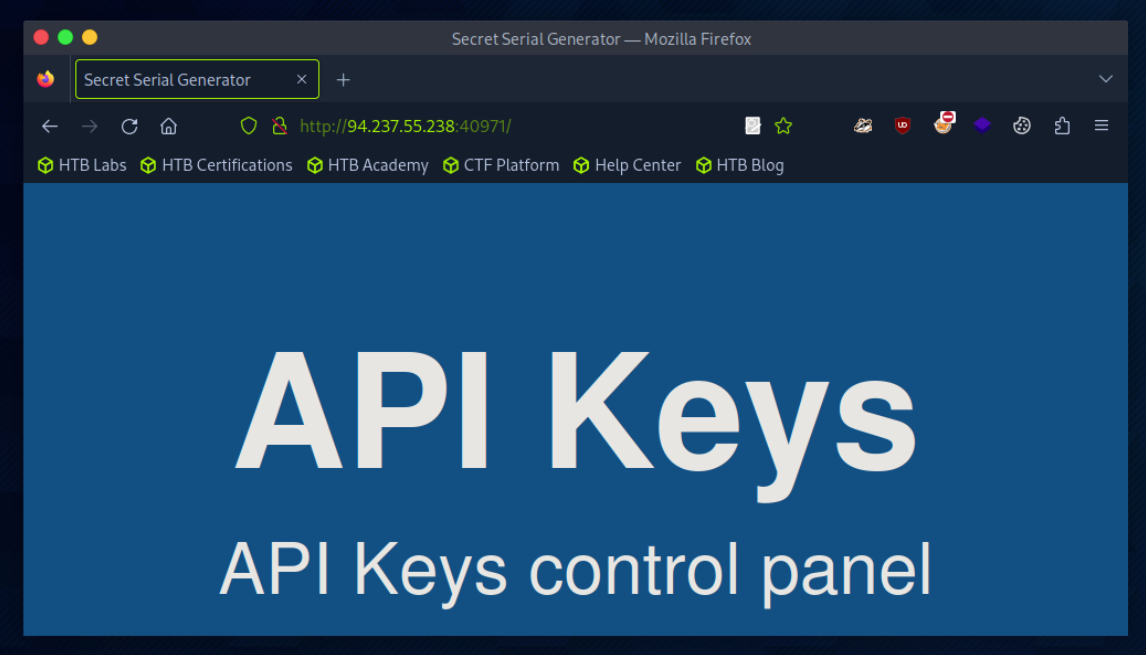 Secret Serial Generator — Mozilla Firefox
Secret Serial Generator
http://94.237.55.238:40971/
HTB Labs HTB Certifications HTB Academy CTF Platform Help Center HTB Blog
API Keys
API Keys control panel